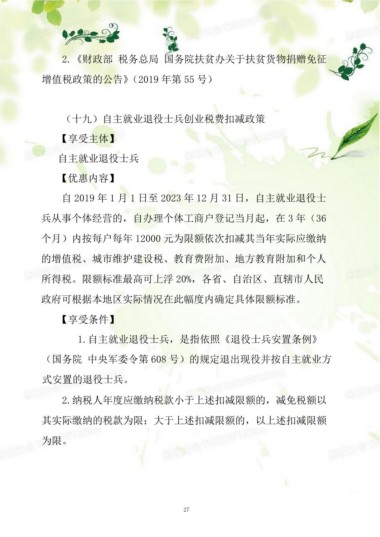 2.《财政部 税务总局 国务院扶贫办关于扶贫货物捐赠免征
增值税政策的公告》（2019 年第 55 号）
（十九）自主就业退役士兵创业税费扣减政策
【享受主体】
自主就业退役士兵
【优惠内容】
自 2019 年 1 月 1 日至 2023 年 12 月 31 日，自主就业退役士
兵从事个体经营的，自办理个体工商户登记当月起，在 3 年（36
个月）内按每户每年 12000 元为限额依次扣减其当年实际应缴纳
的增值税、城市维护建设税、教育费附加、地方教育附加和个人
所得税。限额标准最高可上浮 20%，各省、自治区、直辖市人民
政府可根据本地区实际情况在此幅度内确定具体限额标准。
【享受条件】
1.自主就业退役士兵，是指依照《退役士兵安置条例》
（国务院 中央军委令第 608 号）的规定退出现役并按自主就业方
式安置的退役士兵。
2.纳税人年度应缴纳税款小于上述扣减限额的，减免税额以
其实际缴纳的税款为限；大于上述扣减限额的，以上述扣减限额
为限。
27